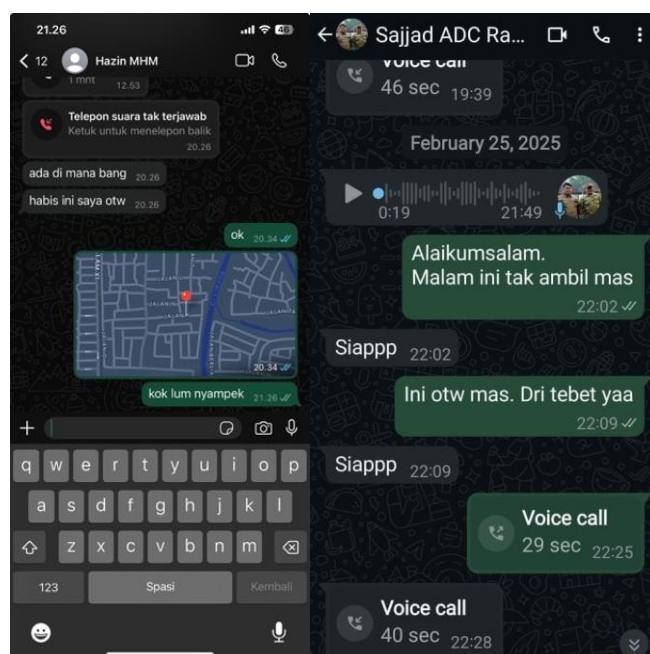 21.26
46
12
Hazin MHM
1 mnt 12.53
Telepon suara tak terjawab
Ketuk untuk menelepon balik
20.26
ada di mana bang 20.26
habis ini saya otw 20.26
ok 20.34
20.34
kok lum nyampek 21.26
q w e r t y u i o p
a s d f g h j k l
z x c v b n m
123 Spasi Kembali
Sajjad ADC Ra...
Voice call
46 sec 19:39
February 25, 2025
0:19 21:49
Alaikumsalam.
Malam ini tak ambil mas
22:02
Siappp 22:02
Ini otw mas. Dri tebet yaa
22:09
Siappp 22:09
Voice call
29 sec 22:25
Voice call
40 sec 22:28